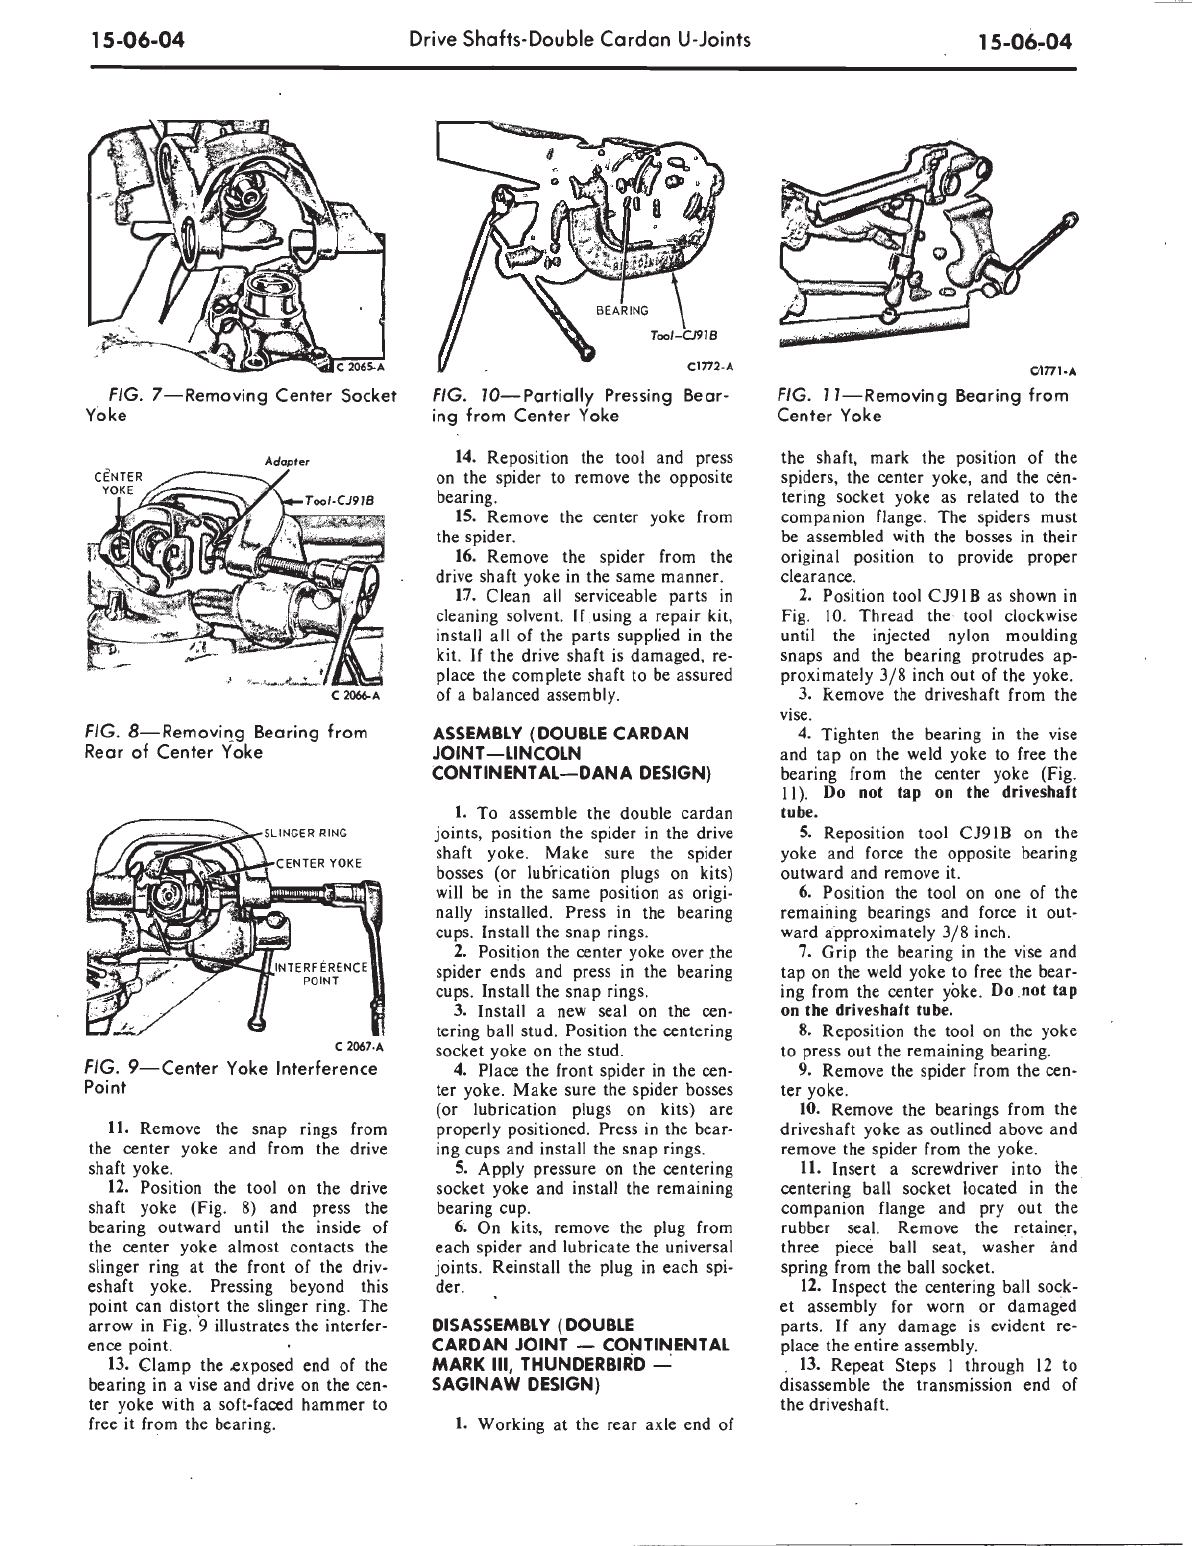 15-06-04
Drive Shafts-Double Cardan U-Joints
15-06-04
C 2065-A
FIG. 7—Removing Center Socket
Yoke
CENTER
YOKE
Adapter
Tool-CJ91B
C 2066-A
FIG. 8—Removing Bearing from
Rear of Center Yoke
SLINGER RING
CENTER YOKE
INTERFERENCE
POINT
C 2067-A
FIG. 9—Center Yoke Interference
Point
11. Remove the snap rings from
the center yoke and from the drive
shaft yoke.
12. Position the tool on the drive
shaft yoke (Fig. 8) and press the
bearing outward until the inside of
the center yoke almost contacts the
slinger ring at the front of the driv-
eshaft yoke. Pressing beyond this
point can distort the slinger ring. The
arrow in Fig. 9 illustrates the interfer-
ence point.
13. Clamp the exposed end of the
bearing in a vise and drive on the cen-
ter yoke with a soft-faced hammer to
free it from the bearing.
BEARING
Tool-CJ91B
C1772-A
FIG. 10—Partially Pressing Bear-
ing from Center Yoke
14. Reposition the tool and press
on the spider to remove the opposite
bearing.
15. Remove the center yoke from
the spider.
16. Remove the spider from the
drive shaft yoke in the same manner.
17. Clean all serviceable parts in
cleaning solvent. If using a repair kit,
install all of the parts supplied in the
kit. If the drive shaft is damaged, re-
place the complete shaft to be assured
of a balanced assembly.
ASSEMBLY (DOUBLE CARDAN
JOINT—LINCOLN
CONTINENTAL—DANA DESIGN)
1. To assemble the double cardan
joints, position the spider in the drive
shaft yoke. Make sure the spider
bosses (or lubrication plugs on kits)
will be in the same position as origi-
nally installed. Press in the bearing
cups. Install the snap rings.
2. Position the center yoke over the
spider ends and press in the bearing
cups. Install the snap rings.
3. Install a new seal on the cen-
tering ball stud. Position the centering
socket yoke on the stud.
4. Place the front spider in the cen-
ter yoke. Make sure the spider bosses
(or lubrication plugs on kits) are
properly positioned. Press in the bear-
ing cups and install the snap rings.
5. Apply pressure on the centering
socket yoke and install the remaining
bearing cup.
6. On kits, remove the plug from
each spider and lubricate the universal
joints. Reinstall the plug in each spi-
der.
DISASSEMBLY (DOUBLE
CARDAN JOINT — CONTINENTAL
MARK III, THUNDERBIRD —
SAGINAW DESIGN)
1. Working at the rear axle end of
C1771-A
FIG. 11—Removing Bearing from
Center Yoke
the shaft, mark the position of the
spiders, the center yoke, and the cen-
tering socket yoke as related to the
companion flange. The spiders must
be assembled with the bosses in their
original position to provide proper
clearance.
2. Position tool CJ91B as shown in
Fig. 10. Thread the tool clockwise
until the injected nylon moulding
snaps and the bearing protrudes ap-
proximately 3/8 inch out of the yoke.
3. Remove the driveshaft from the
vise.
4. Tighten the bearing in the vise
and tap on the weld yoke to free the
bearing from the center yoke (Fig.
11). Do not tap on the driveshaft
tube.
5. Reposition tool CJ91B on the
yoke and force the opposite bearing
outward and remove it.
6. Position the tool on one of the
remaining bearings and force it out-
ward approximately 3/8 inch.
7. Grip the bearing in the vise and
tap on the weld yoke to free the bear-
ing from the center yoke. Do not tap
on the driveshaft tube.
8. Reposition the tool on the yoke
to press out the remaining bearing.
9. Remove the spider from the cen-
ter yoke.
10. Remove the bearings from the
driveshaft yoke as outlined above and
remove the spider from the yoke.
11. Insert a screwdriver into the
centering ball socket located in the
companion flange and pry out the
rubber seal. Remove the retainer,
three piece ball seat, washer and
spring from the ball socket.
12. Inspect the centering ball sock-
et assembly for worn or damaged
parts. If any damage is evident re-
place the entire assembly.
13. Repeat Steps 1 through 12 to
disassemble the transmission end of
the driveshaft.